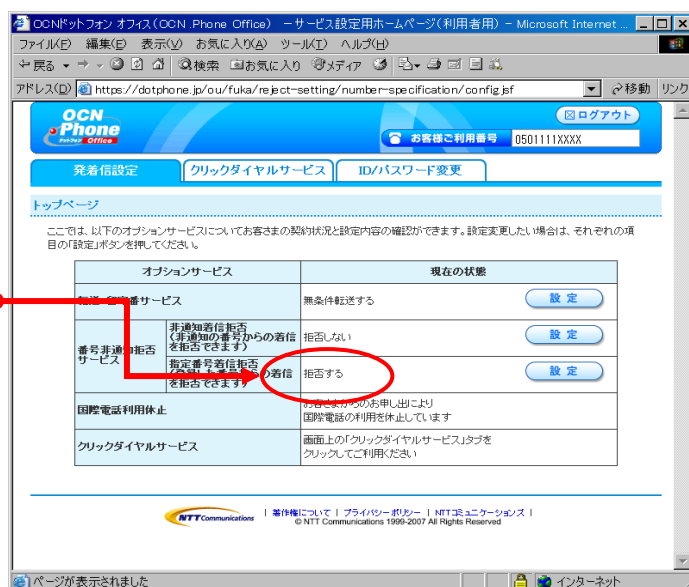 OCNドットフォン オフィス(OCN .Phone Office) －サービス設定用ホームページ(利用者用) - Microsoft Internet ...
ファイル(F) 編集(E) 表示(V) お気に入り(A) ツール(T) ヘルプ(H)
戻る 検索 お気に入り メディア
アドレス(D) https://dotphone.jp/ou/fuka/reject-setting/number-specification/config.jsf 移動 リンク
OCN
.Phone
ドットフォン Office
ログアウト
お客様ご利用番号 0501111XXXX
発着信設定 クリックダイヤルサービス ID/パスワード変更
トップページ
ここでは、以下のオプションサービスについてお客さまの契約状況と設定内容の確認ができます。設定変更したい場合は、それぞれの項
目の「設定」ボタンを押してください。
オプションサービス 現在の状態
サービス 無条件転送する 設 定
番号非通知拒否
サービス
非通知着信拒否
(非通知の番号からの着信
を拒否できます)
拒否しない 設 定
指定番号着信拒否
(登録した番号からの着信
を拒否できます)
拒否する 設 定
国際電話利用休止
お客さまからのお申し出により
国際電話の利用を休止しています
クリックダイヤルサービス
画面上の「クリックダイヤルサービス」タブを
クリックしてご利用ください
NTT Communications
| 著作権について | プライバシーポリシー | NTTコミュニケーションズ |
© NTT Communications 1999-2007 All Rights Reserved
ページが表示されました インターネット